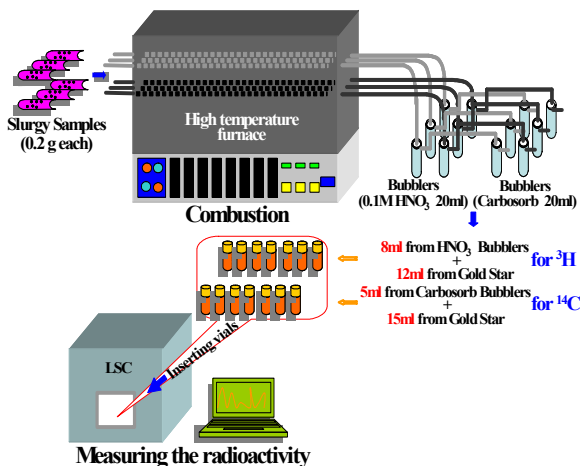 Slurgy Samples
(0.2 g each)
High temperature
furnace
Combustion
Bubblers
(0.1M HNO₃ 20ml)
Bubblers
(Carbosorb 20ml)
8ml from HNO₃ Bubblers
+
12ml from Gold Star
for ³H
5ml from Carbosorb Bubblers
+
15ml from Gold Star
for ¹⁴C
LSC
Inserting vials
Measuring the radioactivity